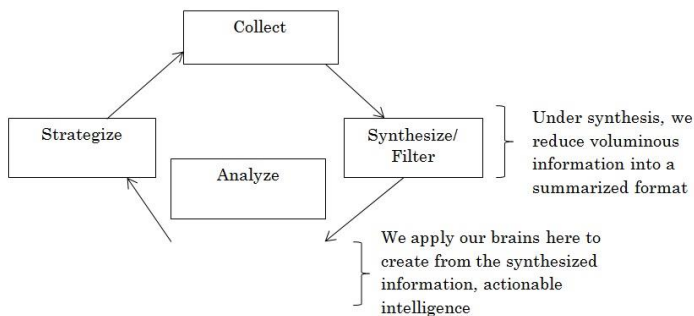 Collect
Strategize
Synthesize/
Filter
Under synthesis, we
reduce voluminous
information into a
summarized format
Analyze
We apply our brains here to
create from the synthesized
information, actionable
intelligence